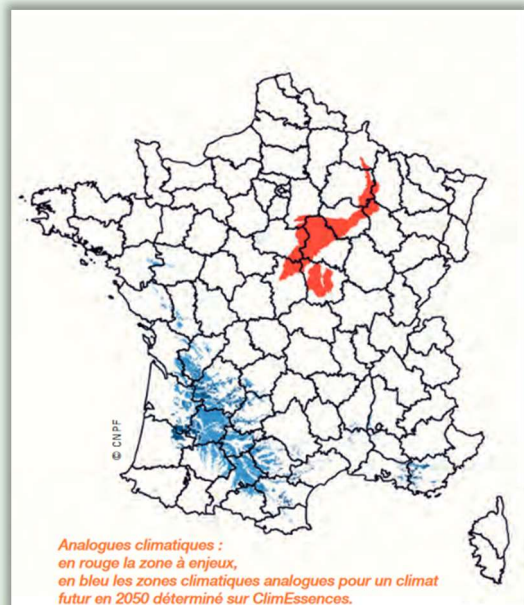 © CNPF
Analogues climatiques :
en rouge la zone à enjeux,
en bleu les zones climatiques analogues pour un climat
futur en 2050 déterminé sur ClimEssences.